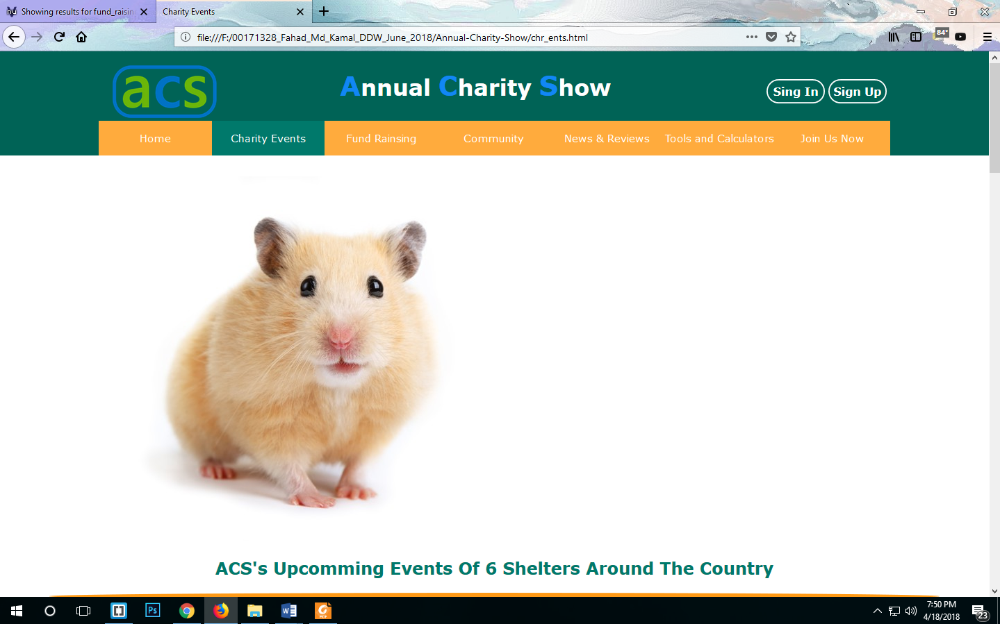 Showing results for fund_raisin
Charity Events
file:///F:/00171328_Fahad_Md_Kamal_DDW_June_2018/Annual-Charity-Show/chr_ents.html
84°
acs
Annual Charity Show
Sing In
Sign Up
Home
Charity Events
Fund Rainsing
Community
News & Reviews
Tools and Calculators
Join Us Now
ACS's Upcomming Events Of 6 Shelters Around The Country
Ps
W
G
PDF
7:50 PM
4/18/2018
23